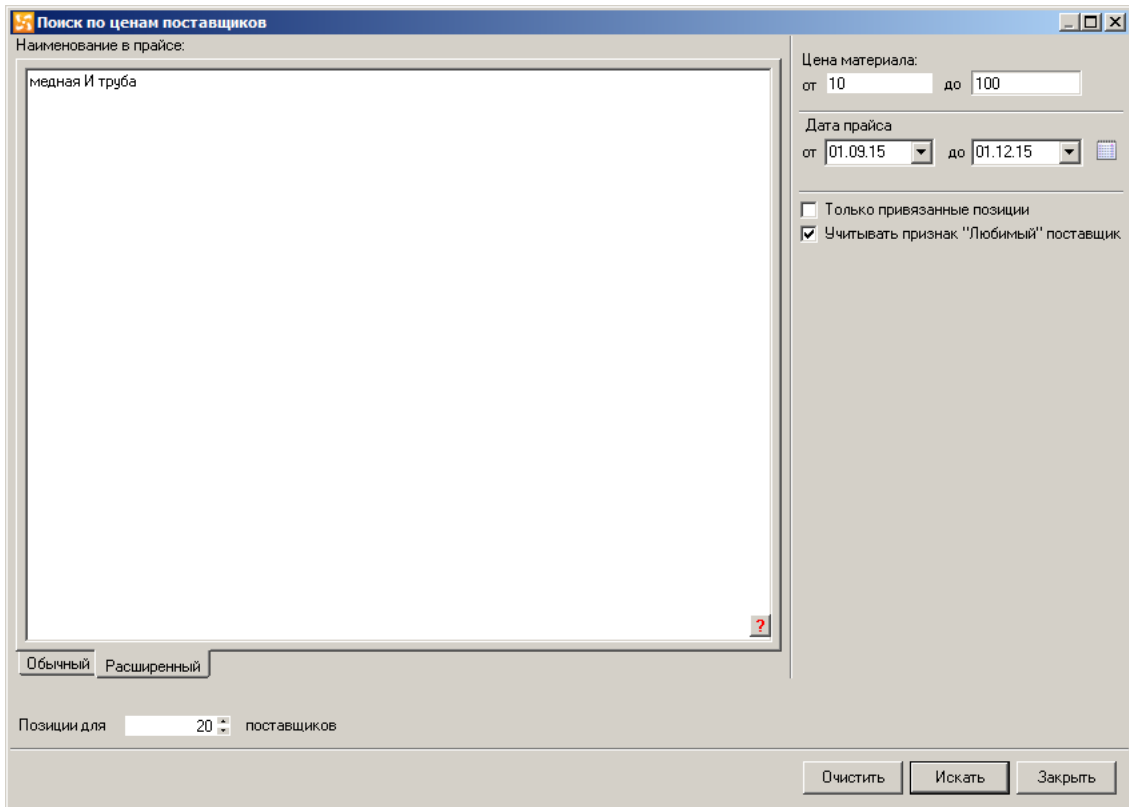 Поиск по ценам поставщиков
Наименование в прайсе:
медная И труба
?
Обычный Расширенный
Позиции для 20 поставщиков
Цена материала:
от 10 до 100
Дата прайса
от 01.09.15 до 01.12.15
Только привязанные позиции
Учитывать признак "Любимый" поставщик
Очистить Искать Закрыть